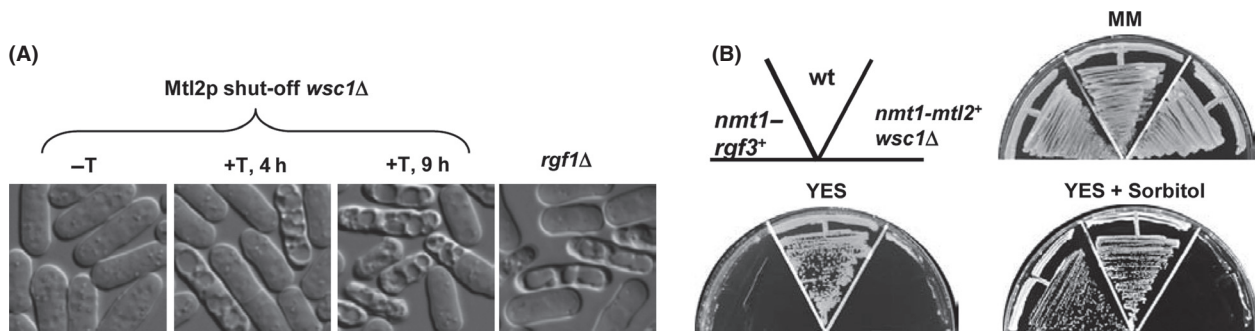 (A)
Mtl2p shut-off wsc1Δ
–T
+T, 4 h
+T, 9 h
rgf1Δ
(B)
wt
nmt1–
rgf3⁺
nmt1-mtl2⁺
wsc1Δ
MM
YES
YES + Sorbitol